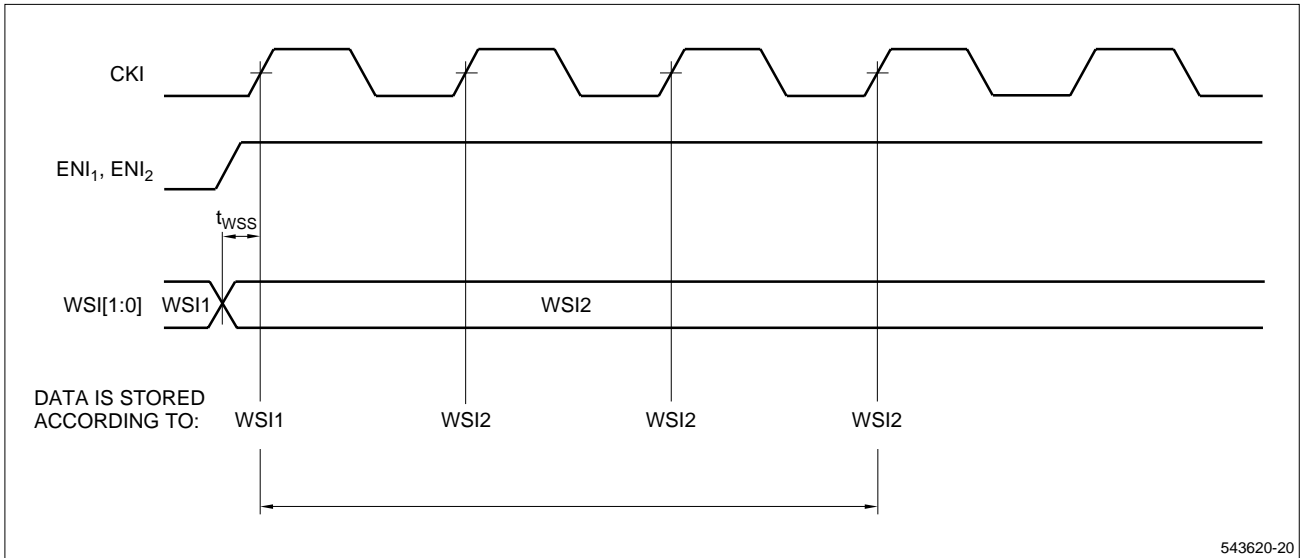 CKI
ENI₁, ENI₂
tWSS
WSI[1:0] WSI1 WSI2
DATA IS STORED
ACCORDING TO: WSI1 WSI2 WSI2 WSI2
543620-20